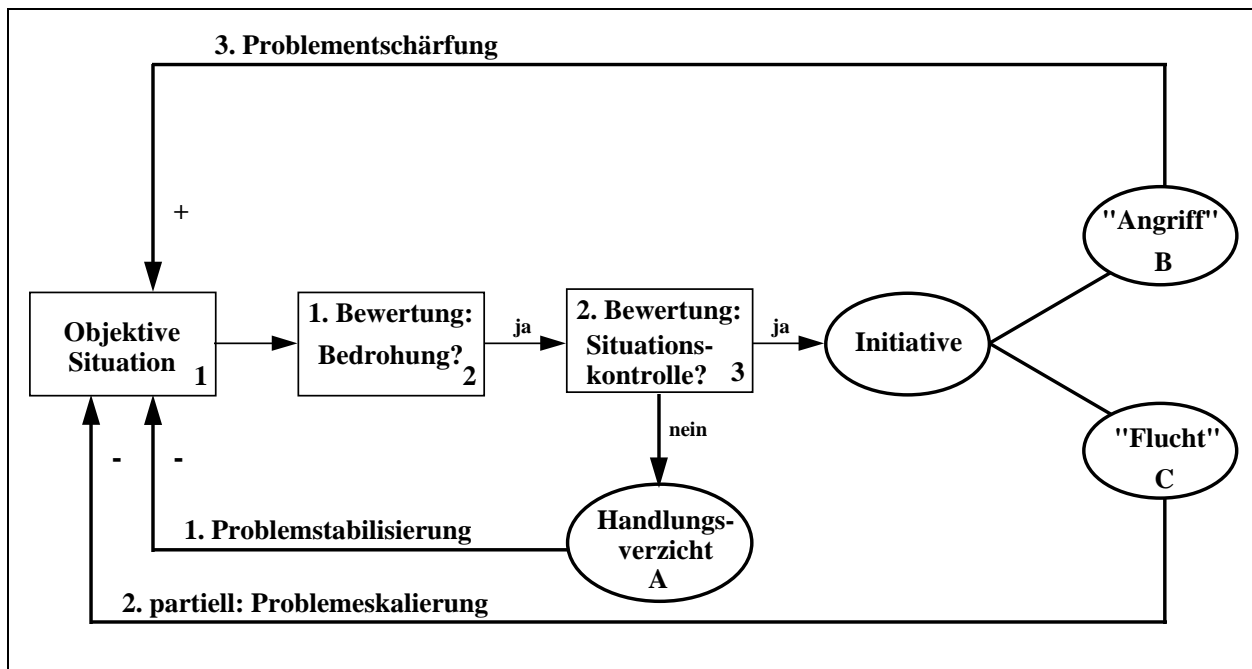 3. Problementschärfung
"Angriff"
B
+
Objektive
Situation
1
1. Bewertung:
Bedrohung?
2
ja
2. Bewertung:
Situations-
kontrolle?
3
ja
Initiative
nein
"Flucht"
C
-
-
Handlungs-
verzicht
A
1. Problemstabilisierung
2. partiell: Problemeskalierung